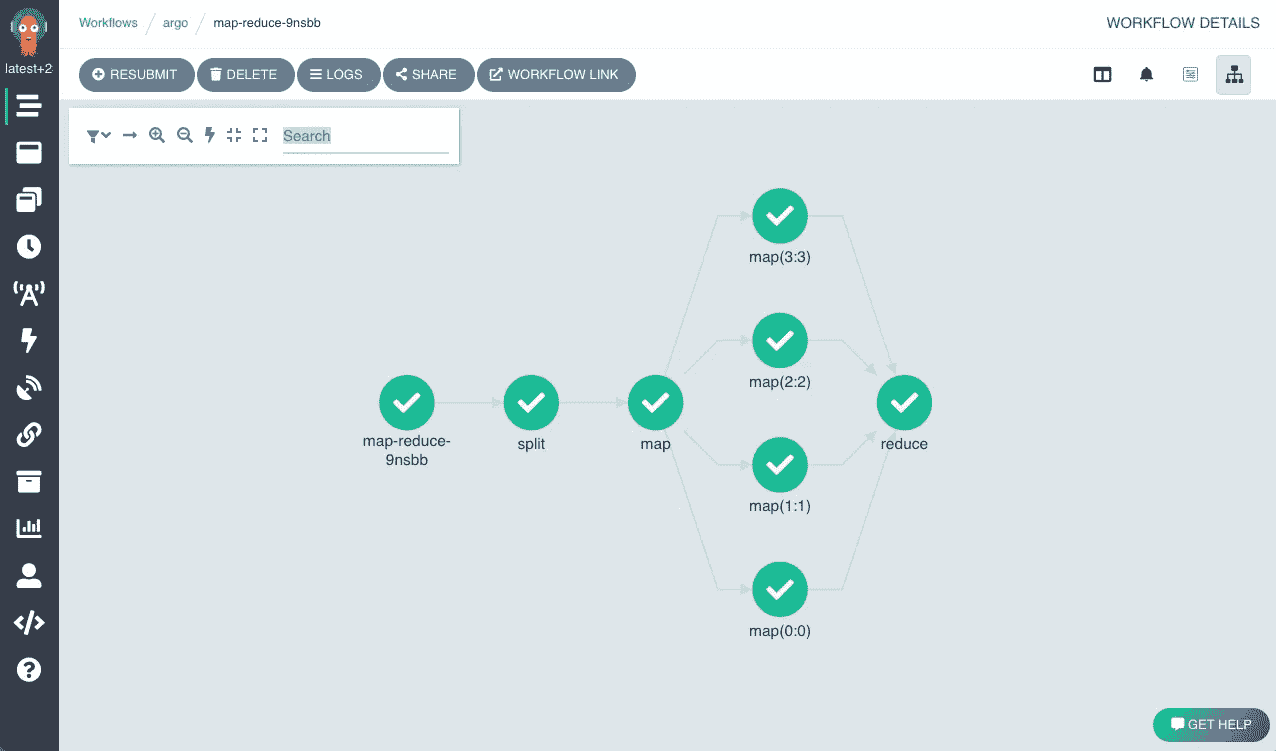 Workflows / argo / map-reduce-9nsbb
WORKFLOW DETAILS
latest+2
RESUBMIT
DELETE
LOGS
SHARE
WORKFLOW LINK
Search
map(3:3)
map(2:2)
map-reduce-
9nsbb
split
map
reduce
map(1:1)
map(0:0)
GET HELP